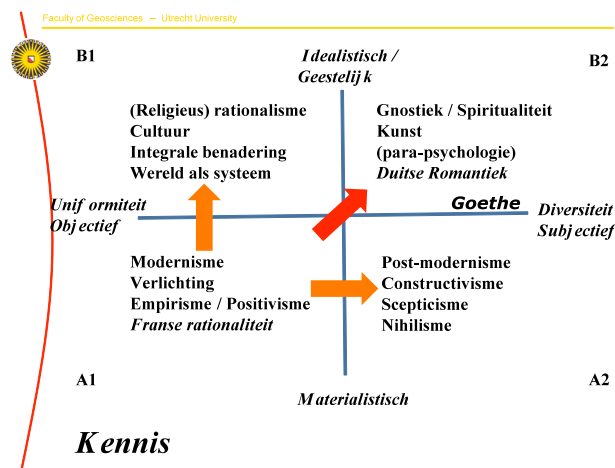 Faculty of Geosciences – Utrecht University
B1
Idealistisch /
Geestelijk
B2
(Religieus) rationalisme
Cultuur
Integrale benadering
Wereld als systeem
Gnostiek / Spiritualiteit
Kunst
(para-psychologie)
Duitse Romantiek
Uniformiteit
Objectief
Goethe
Diversiteit
Subjectief
Modernisme
Verlichting
Empirisme / Positivisme
Franse rationaliteit
Post-modernisme
Constructivisme
Scepticisme
Nihilisme
A1
Materialistisch
A2
Kennis